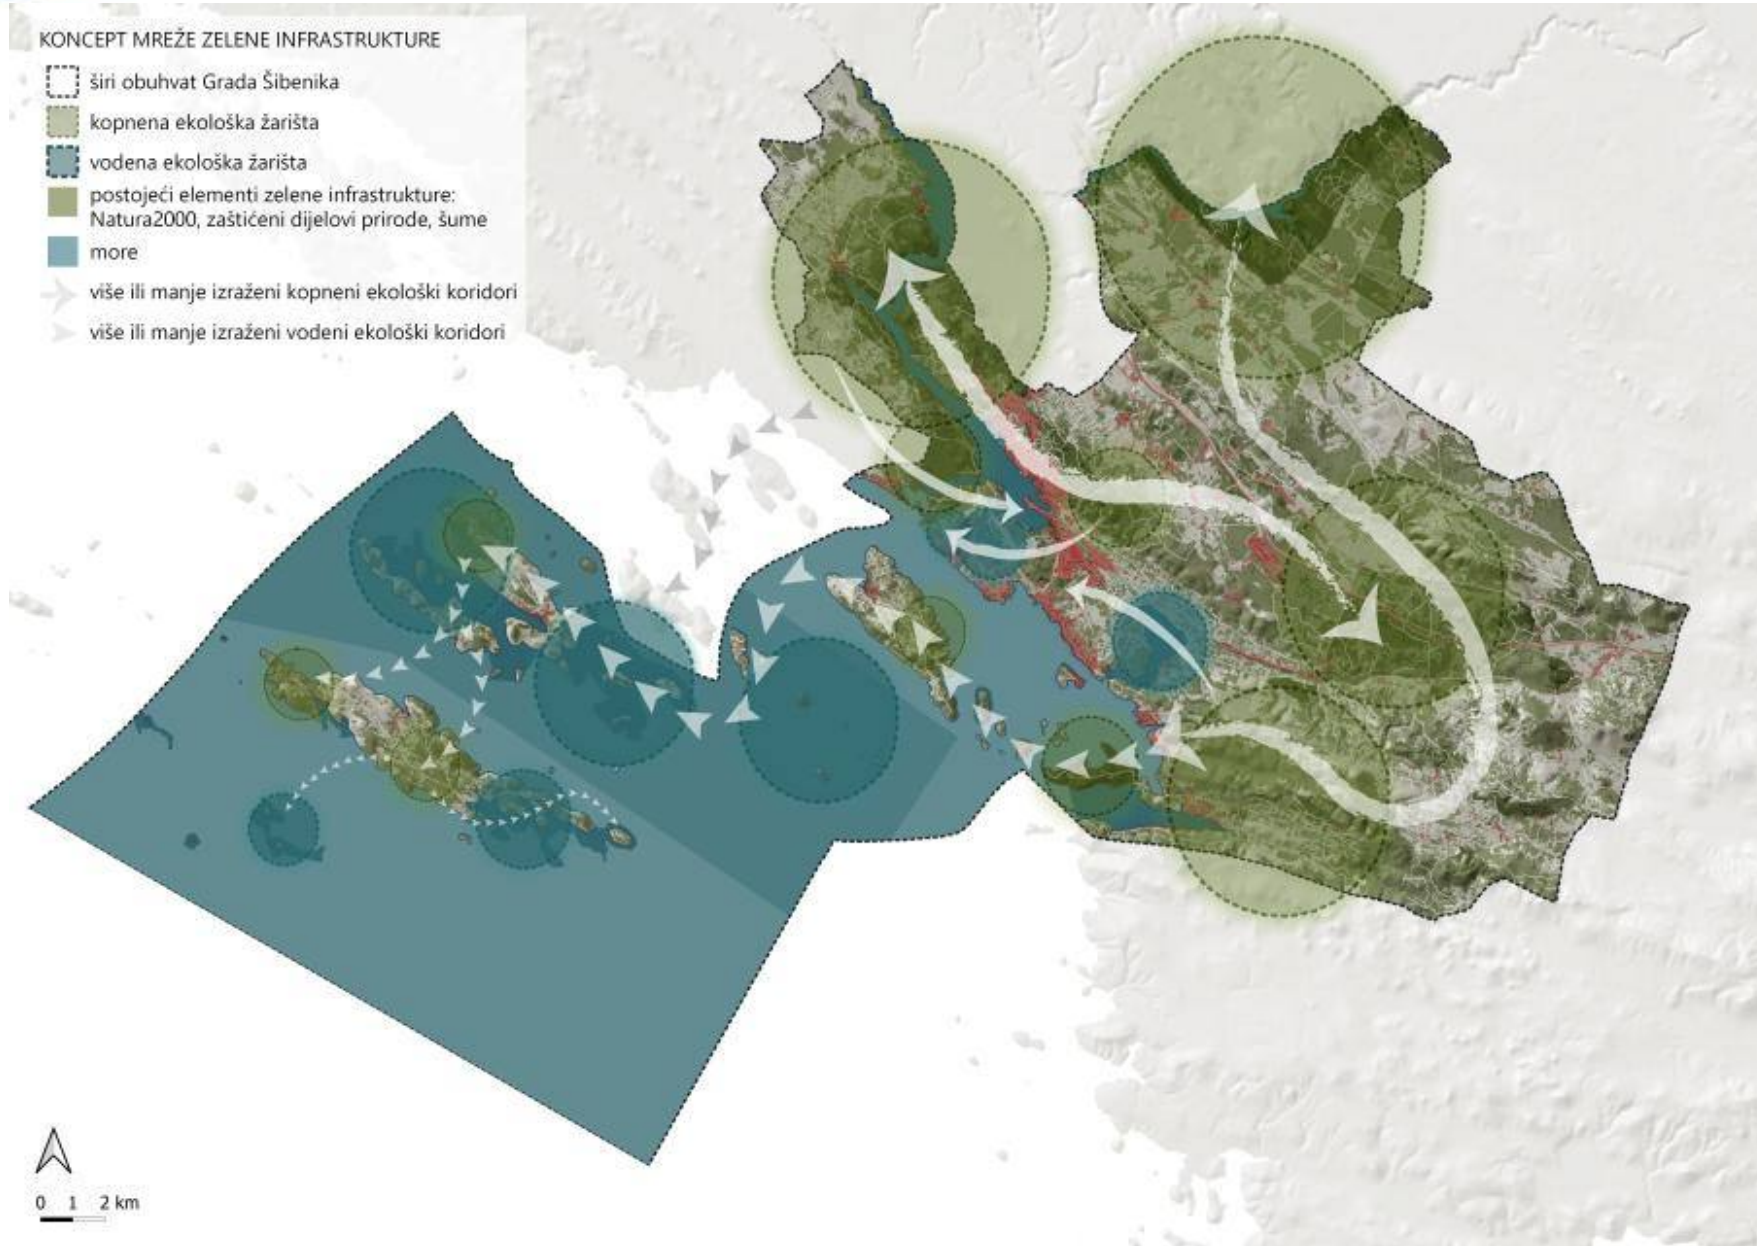 KONCEPT MREŽE ZELENE INFRASTRUKTURE
širi obuhvat Grada Šibenika
kopnena ekološka žarišta
vodena ekološka žarišta
postojeći elementi zelene infrastrukture:
Natura2000, zaštićeni dijelovi prirode, šume
more
više ili manje izraženi kopneni ekološki koridori
više ili manje izraženi vodeni ekološki koridori
0 1 2 km